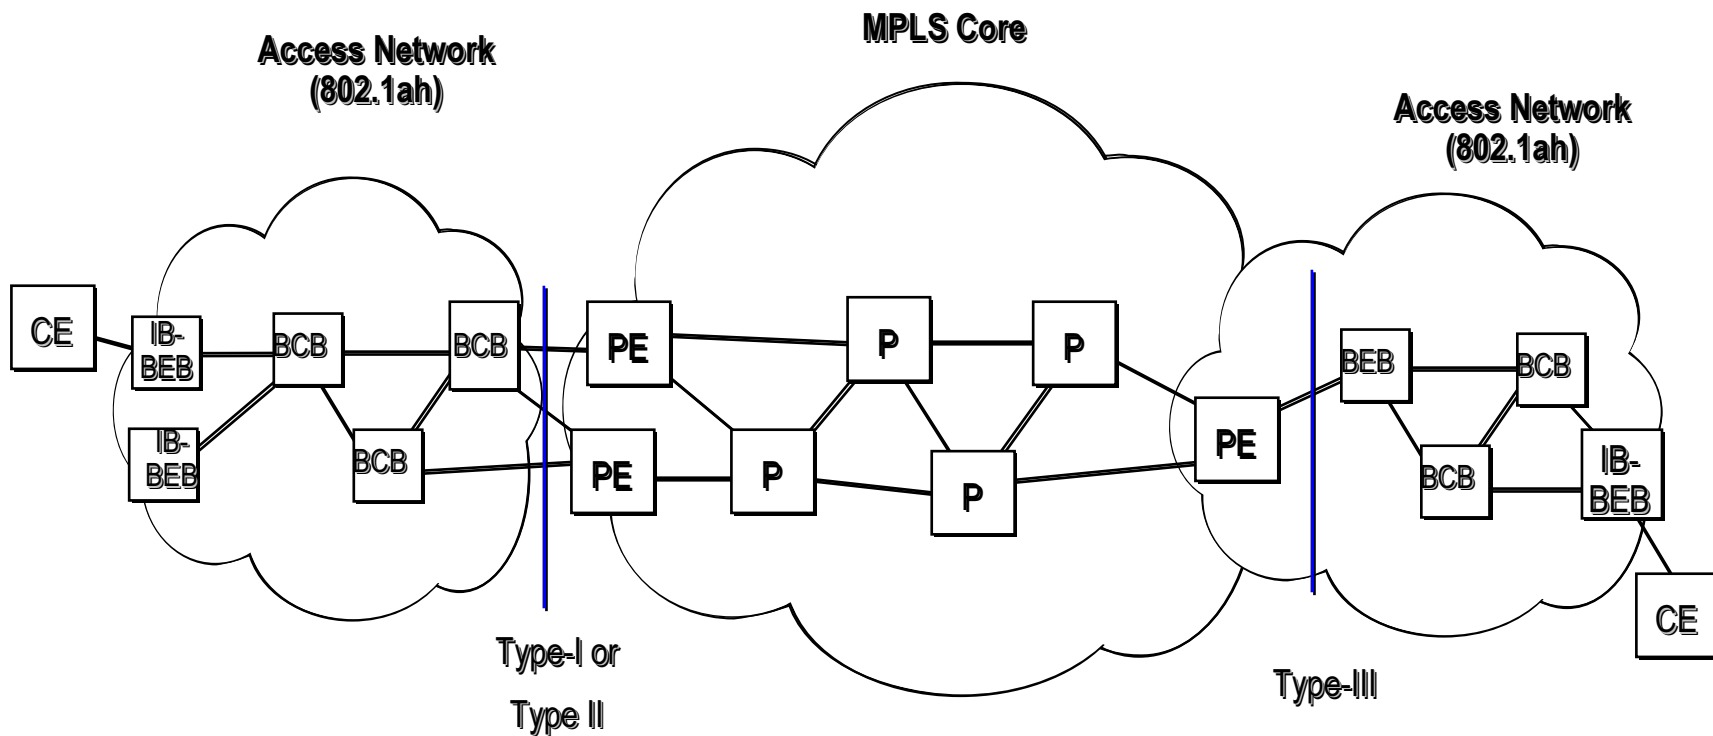 MPLS Core
Access Network
(802.1ah)
Access Network
(802.1ah)
CE
IB-
BEB
BCB
BCB
IB-
BEB
BCB
PE
PE
P
P
P
P
PE
BEB
BCB
BCB
IB-
BEB
CE
Type-I or
Type II
Type-III